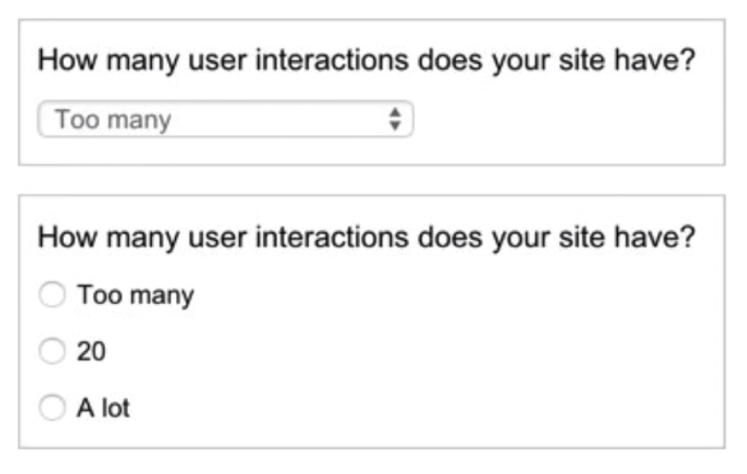 How many user interactions does your site have?
Too many
How many user interactions does your site have?
Too many
20
A lot